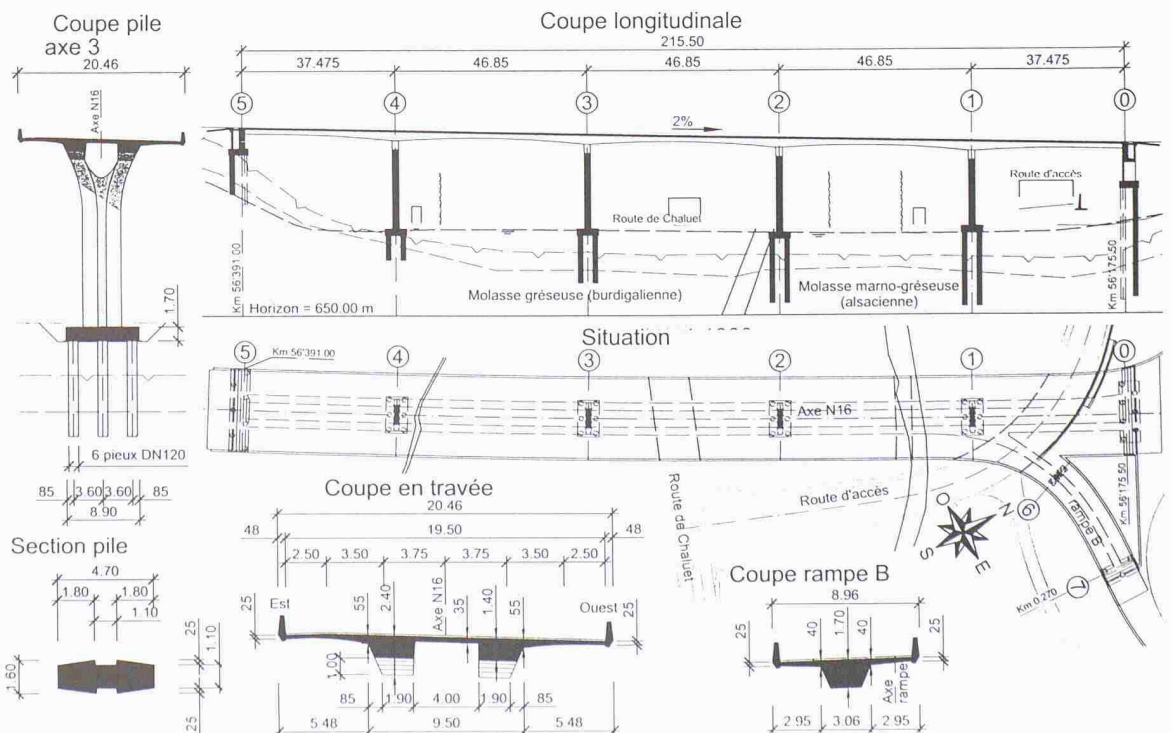 Coupe pile
axe 3
20.46
Axe N16
1.70
6 pieux DN120
85 3.60 3.60 85
8.90
Section pile
4.70
1.80 1.80
1.10
1.60
25
1.10
25
Coupe longitudinale
215.50
37.475 46.85 46.85 46.85 37.475
5 4 3 2 1 0
2%
Route d'accès
Route de Chaluet
Km 56'391.00
Km 56'175.50
Molasse gréseuse (burdigalienne)
Molasse marno-gréseuse
(alsacienne)
Horizon = 650.00 m
Situation
5 4 3 2 1 0
Km 56'391.00
Axe N16
Km 56'175.50
Route d'accès
Route de Chaluet
6
rampe B
7
Km 0.270
O N
S E
Coupe en travée
20.46
48 19.50 48
2.50 3.50 3.75 3.75 3.50 2.50
25 Est 55 2.40 Axe N16 35 1.40 55 Ouest 25
1.00
85 1.90 4.00 1.90 85
5.48 9.50 5.48
Coupe rampe B
8.96
25 40 1.70 40 25
Axe
rampe
2.95 3.06 2.95